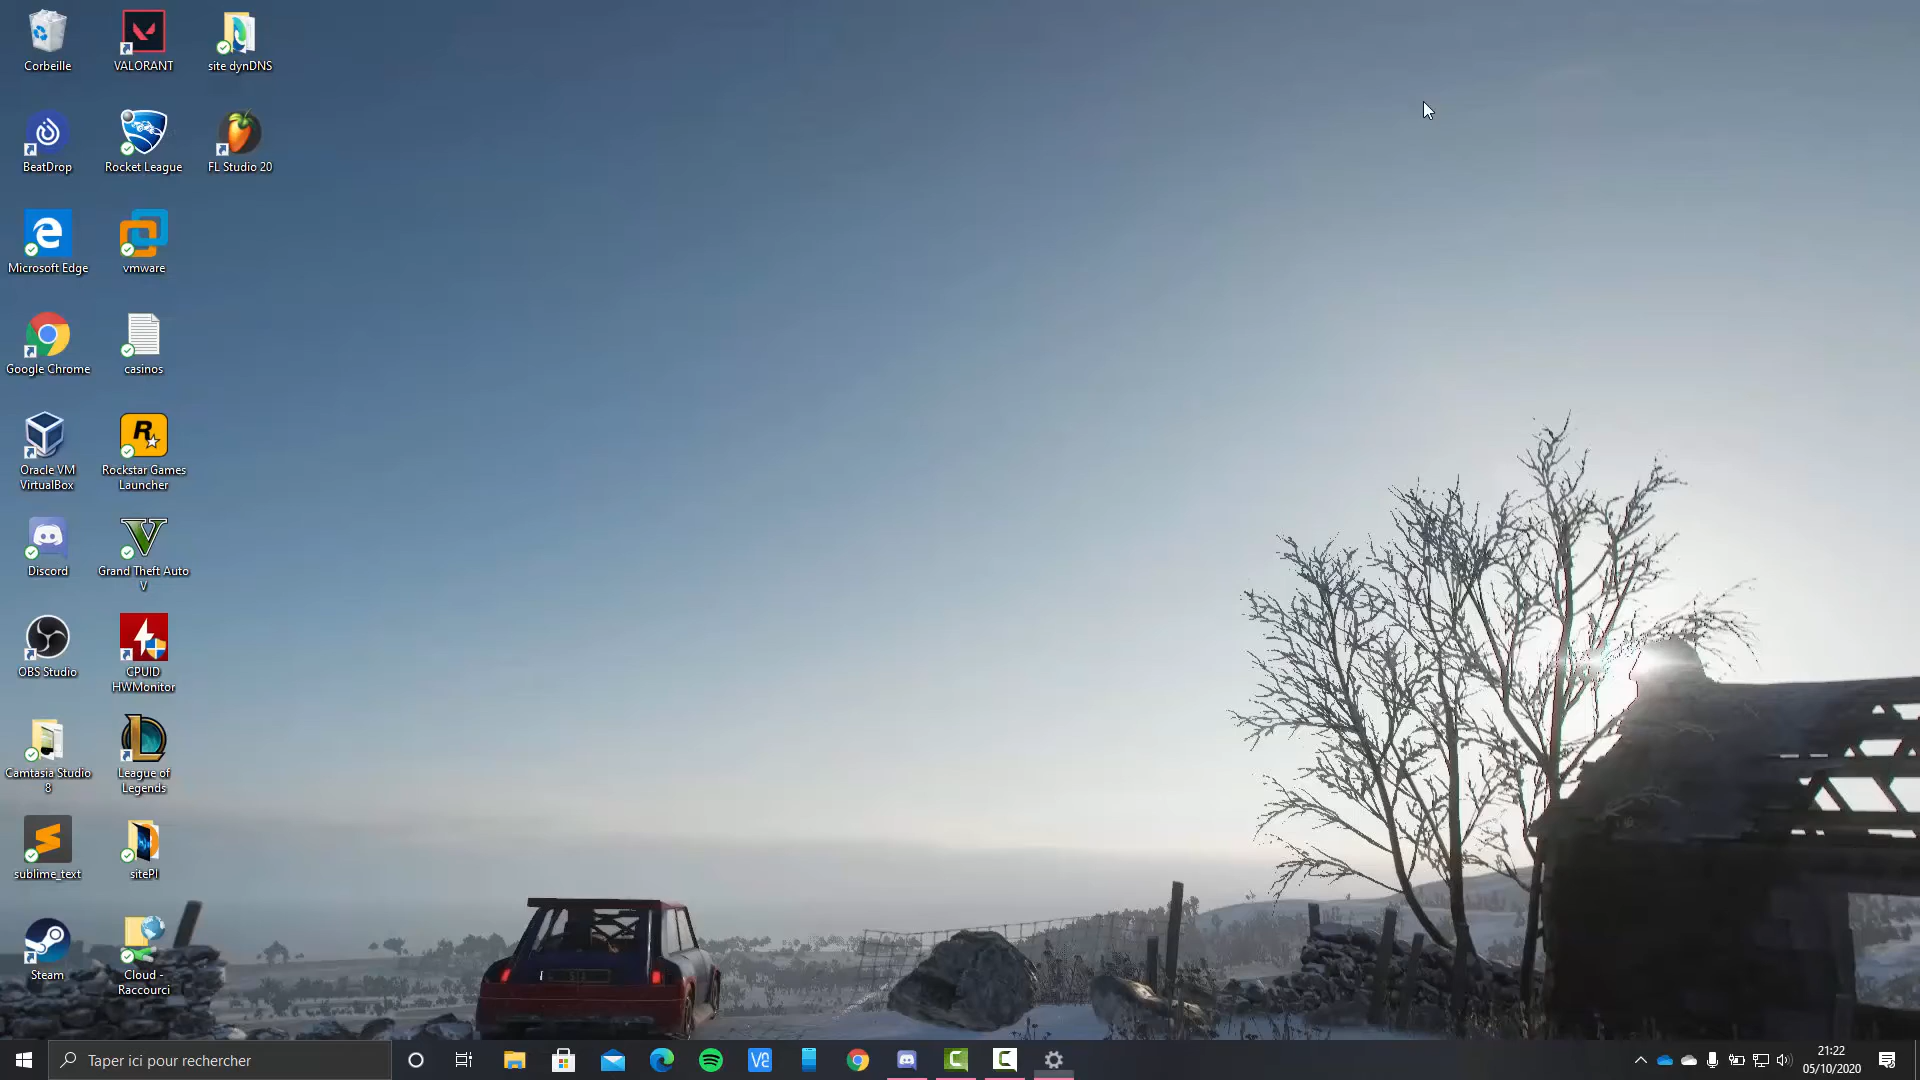 Corbeille
VALORANT
site dynDNS
BeatDrop
Rocket League
FL Studio 20
Microsoft Edge
vmware
Google Chrome
casinos
Oracle VM
VirtualBox
Rockstar Games
Launcher
Discord
Grand Theft Auto
V
OBS Studio
CPUID
HWMonitor
Camtasia Studio
8
League of
Legends
sublime_text
sitePI
Steam
Cloud -
Raccourci
Taper ici pour rechercher
21:22
05/10/2020